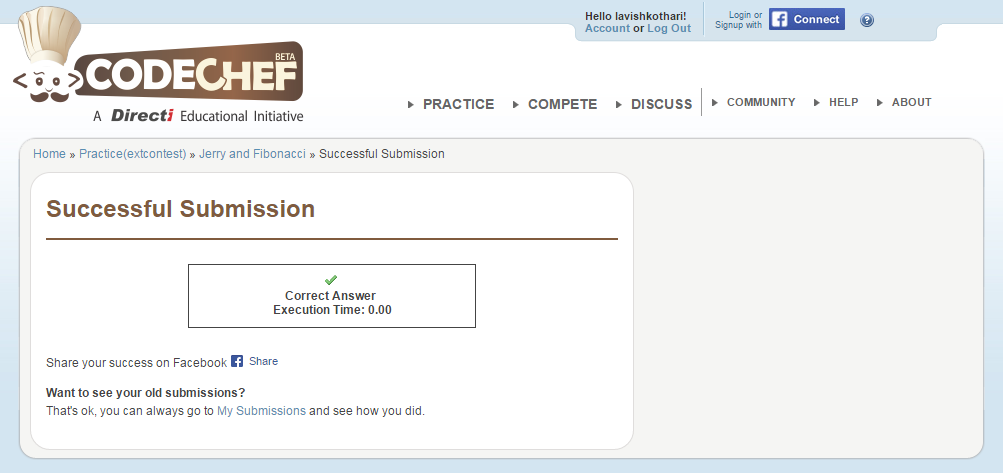 Hello lavishkothari!
Account or Log Out
Login or
Signup with
Connect
?
BETA
CODECHEF
A Directi Educational Initiative
PRACTICE
COMPETE
DISCUSS
COMMUNITY
HELP
ABOUT
Home » Practice(extcontest) » Jerry and Fibonacci » Successful Submission
Successful Submission
Correct Answer
Execution Time: 0.00
Share your success on Facebook f Share
Want to see your old submissions?
That's ok, you can always go to My Submissions and see how you did.